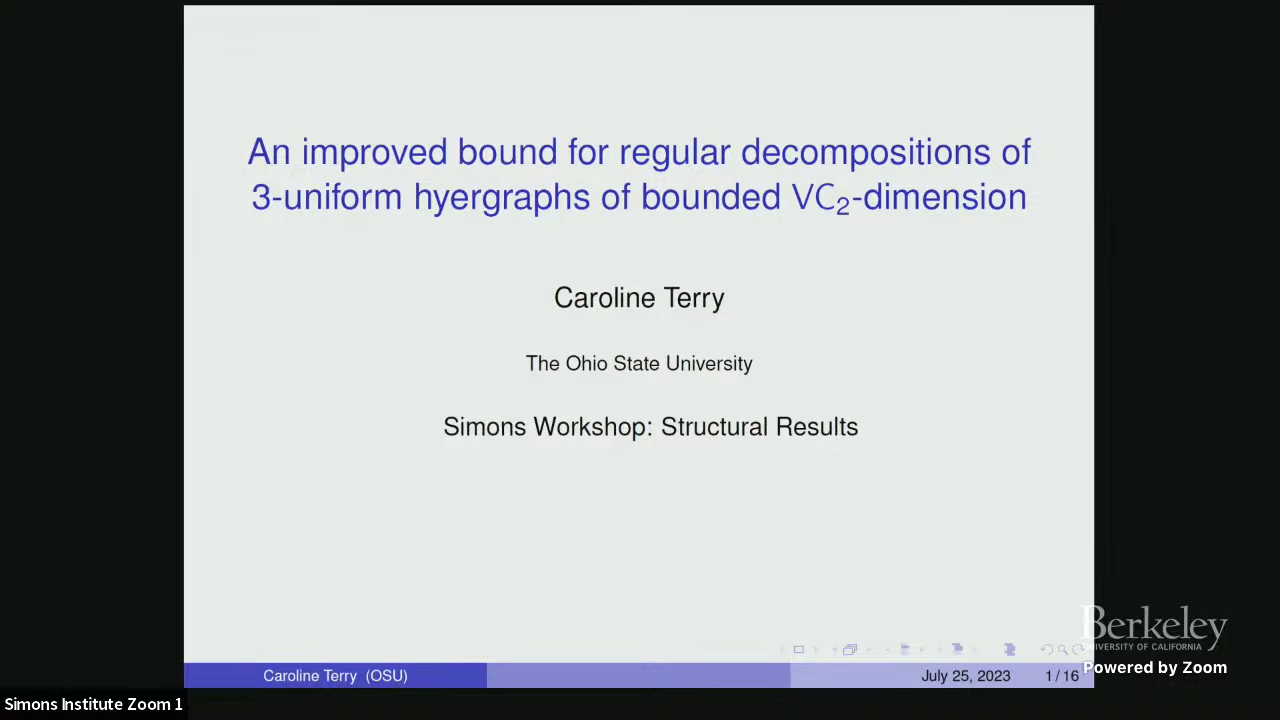 An improved bound for regular decompositions of
3-uniform hyergraphs of bounded VC₂-dimension
Caroline Terry
The Ohio State University
Simons Workshop: Structural Results
Berkeley
UNIVERSITY OF CALIFORNIA
Powered by Zoom
Caroline Terry (OSU)
July 25, 2023
1 / 16
Simons Institute Zoom 1